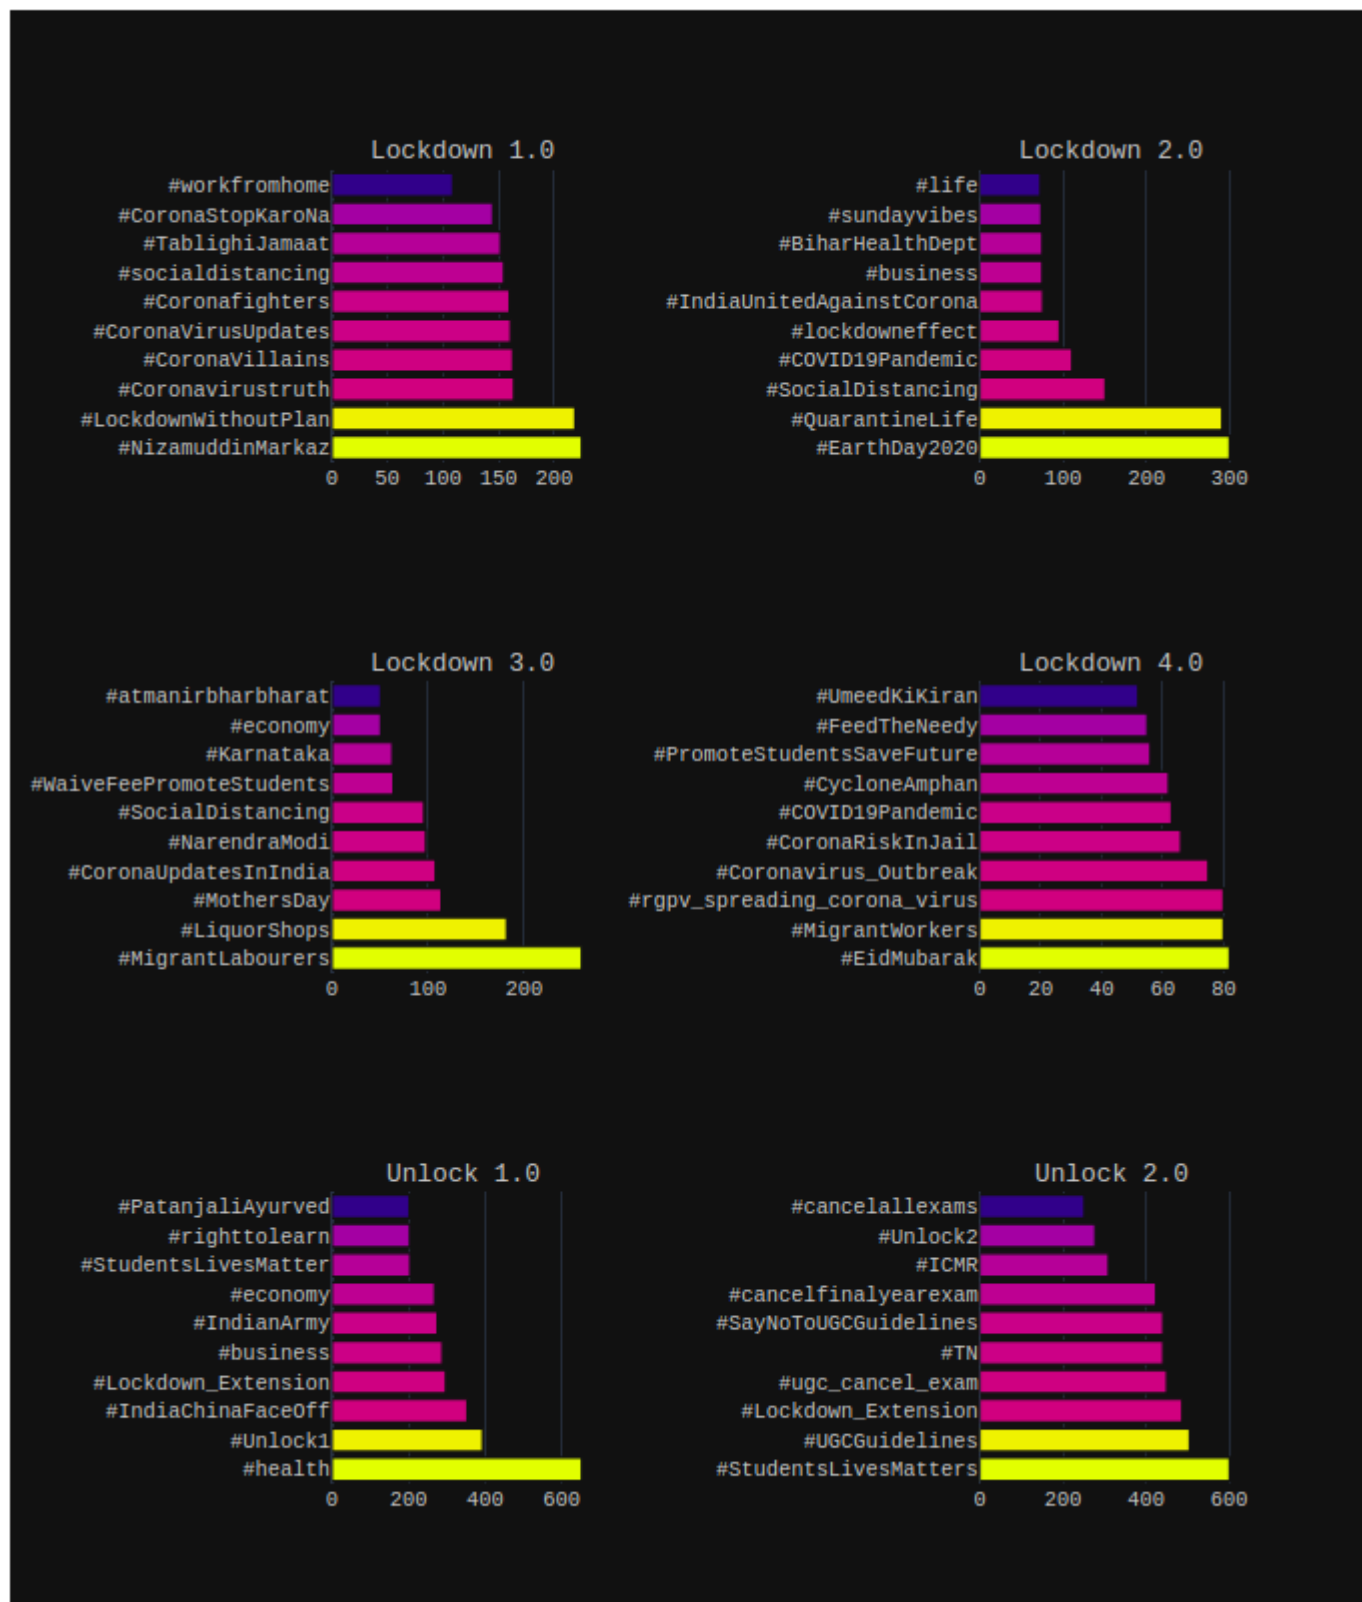 Lockdown 1.0
#workfromhome
#CoronaStopKaroNa
#TablighiJamaat
#socialdistancing
#Coronafighters
#CoronaVirusUpdates
#CoronaVillains
#Coronavirustruth
#LockdownWithoutPlan
#NizamuddinMarkaz
0 50 100 150 200
Lockdown 2.0
#life
#sundayvibes
#BiharHealthDept
#business
#IndiaUnitedAgainstCorona
#lockdowneffect
#COVID19Pandemic
#SocialDistancing
#QuarantineLife
#EarthDay2020
0 100 200 300
Lockdown 3.0
#atmanirbharbharat
#economy
#Karnataka
#WaiveFeePromoteStudents
#SocialDistancing
#NarendraModi
#CoronaUpdatesInIndia
#MothersDay
#LiquorShops
#MigrantLabourers
0 100 200
Lockdown 4.0
#UmeedKiKiran
#FeedTheNeedy
#PromoteStudentsSaveFuture
#CycloneAmphan
#COVID19Pandemic
#CoronaRiskInJail
#Coronavirus_Outbreak
#rgpv_spreading_corona_virus
#MigrantWorkers
#EidMubarak
0 20 40 60 80
Unlock 1.0
#PatanjaliAyurved
#righttolearn
#StudentsLivesMatter
#economy
#IndianArmy
#business
#Lockdown_Extension
#IndiaChinaFaceOff
#Unlock1
#health
0 200 400 600
Unlock 2.0
#cancelallexams
#Unlock2
#ICMR
#cancelfinalyearexam
#SayNoToUGCGuidelines
#TN
#ugc_cancel_exam
#Lockdown_Extension
#UGCGuidelines
#StudentsLivesMatters
0 200 400 600